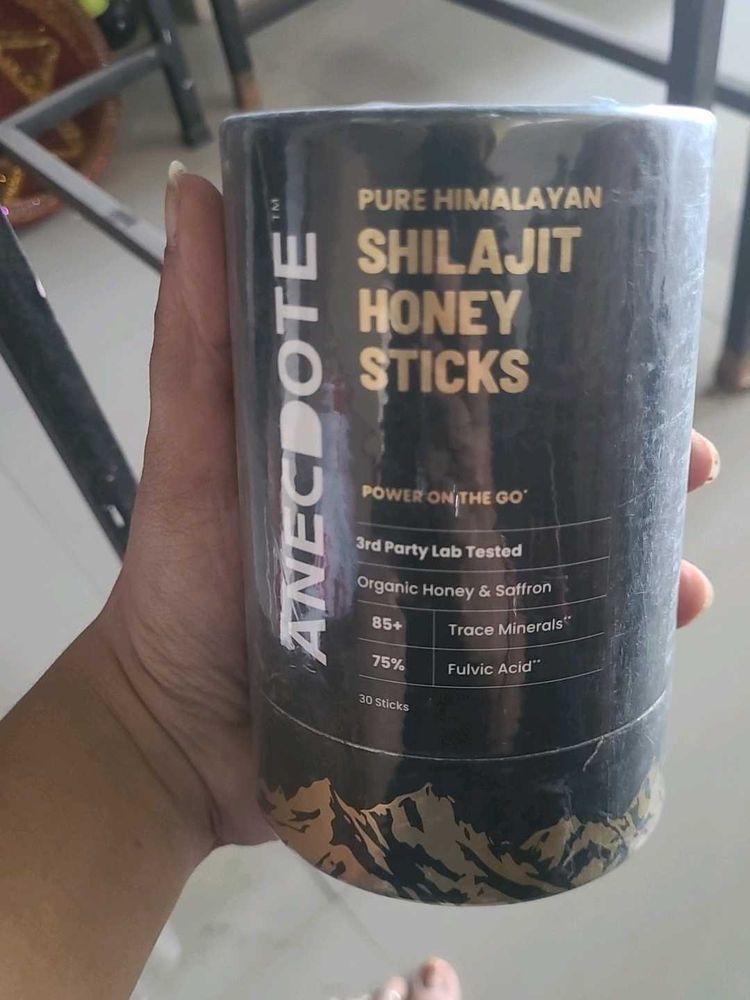 ANECDOTE™
PURE HIMALAYAN
SHILAJIT
HONEY
STICKS
POWER ON THE GO*
3rd Party Lab Tested
Organic Honey & Saffron
85+ Trace Minerals**
75% Fulvic Acid**
30 Sticks